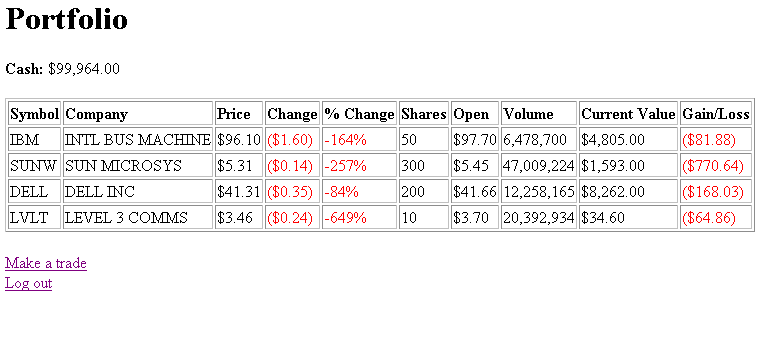 Portfolio
Cash: $99,964.00
Symbol Company Price Change % Change Shares Open Volume Current Value Gain/Loss
IBM INTL BUS MACHINE $96.10 ($1.60) -164% 50 $97.70 6,478,700 $4,805.00 ($81.88)
SUNW SUN MICROSYS $5.31 ($0.14) -257% 300 $5.45 47,009,224 $1,593.00 ($770.64)
DELL DELL INC $41.31 ($0.35) -84% 200 $41.66 12,258,165 $8,262.00 ($168.03)
LVLT LEVEL 3 COMMS $3.46 ($0.24) -649% 10 $3.70 20,392,934 $34.60 ($64.86)
Make a trade
Log out